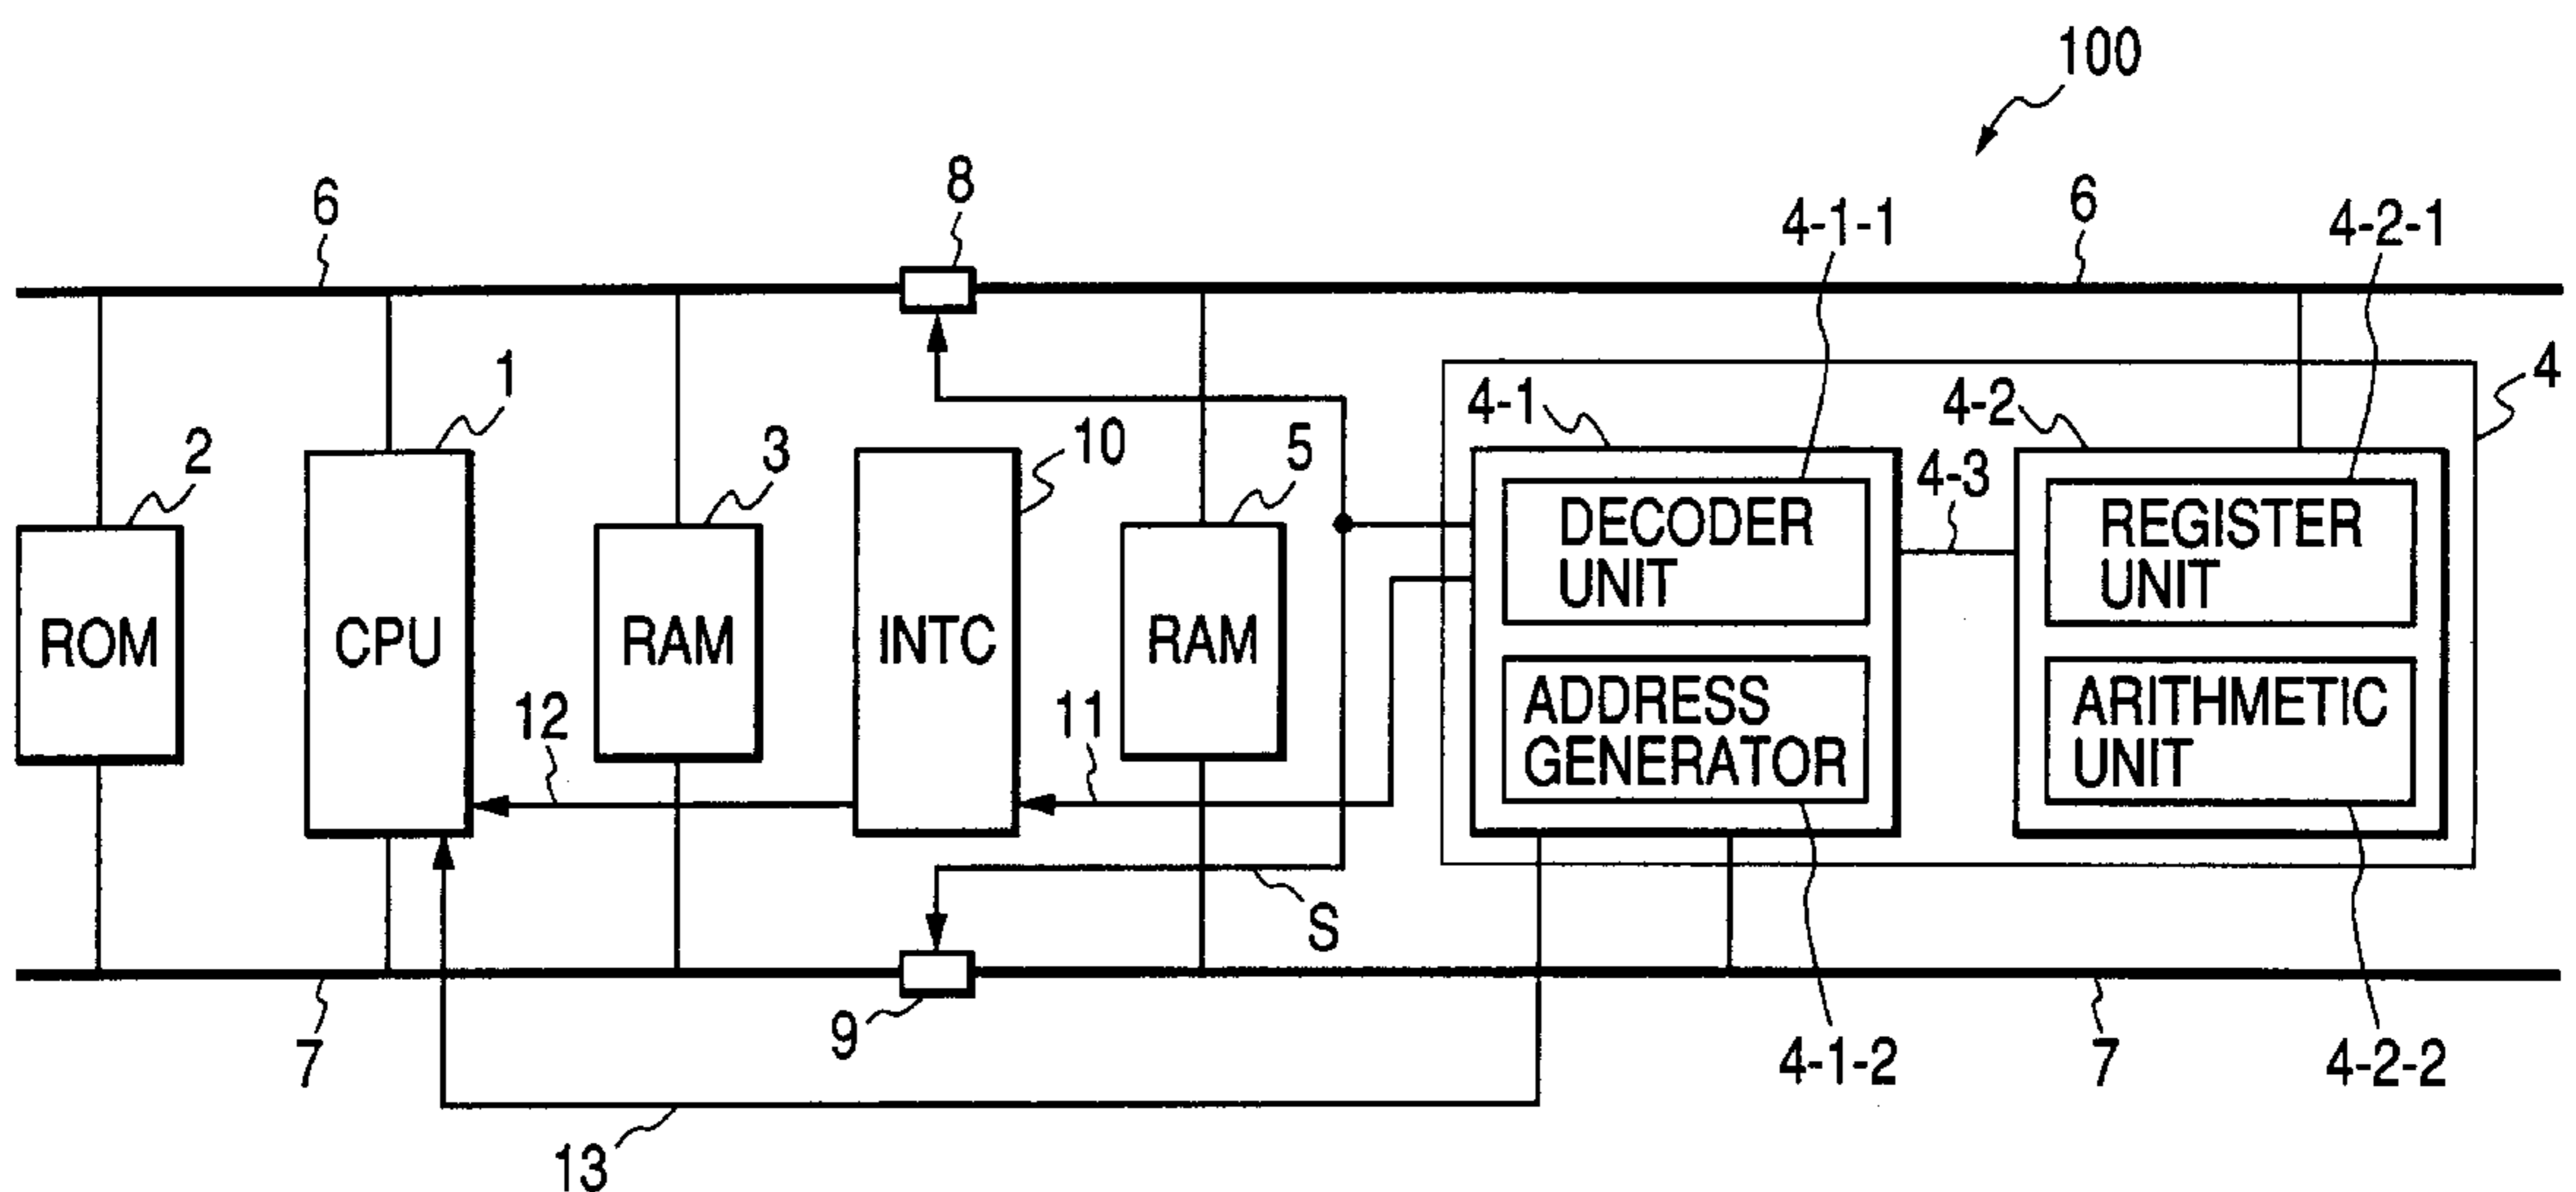 100
8
6
6
4-1-1
4-2-1
1
4
4-1
4-2
2
3
10
5
4-3
DECODER
UNIT
REGISTER
UNIT
ROM
CPU
RAM
INTC
RAM
12
11
ADDRESS
GENERATOR
ARITHMETIC
UNIT
S
9
7
4-1-2
7
4-2-2
13